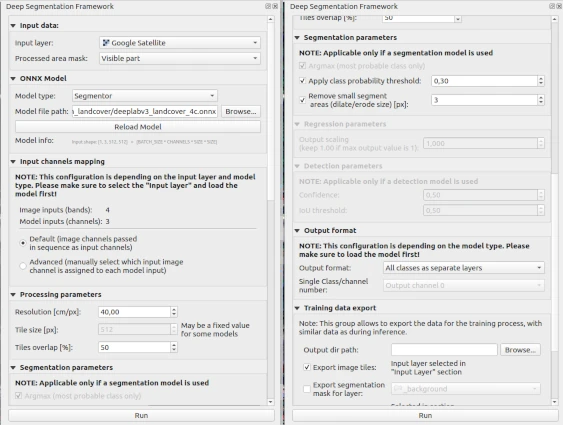 Deep Segmentation Framework
Input data:
Input layer: Google Satellite
Processed area mask: Visible part
ONNX Model
Model type: Segmentor
Model file path: _landcover/deeplabv3_landcover_4c.onnx Browse...
Reload Model
Model info: Input shape: [1, 3, 512, 512] = [BATCH_SIZE * CHANNELS * SIZE * SIZE]
Input channels mapping
NOTE: This configuration is depending on the input layer and model
type. Please make sure to select the "Input layer" and load the
model first!
Image inputs (bands): 4
Model inputs (channels): 3
Default (image channels passed
in sequence as input channels)
Advanced (manually select which input image
channel is assigned to each model input)
Processing parameters
Resolution [cm/px]: 40,00
Tile size [px]: 512 May be a fixed value
for some models
Tiles overlap [%]: 50
Segmentation parameters
NOTE: Applicable only if a segmentation model is used
Argmax (most probable class only)
Run
Deep Segmentation Framework
Tiles overlap [%]: 50
Segmentation parameters
NOTE: Applicable only if a segmentation model is used
Argmax (most probable class only)
Apply class probability threshold: 0,30
Remove small segment
areas (dilate/erode size) [px]: 3
Regression parameters
Output scaling
(keep 1.00 if max output value is 1): 1,000
Detection parameters
NOTE: Applicable only if a detection model is used
Confidence: 0,50
IoU threshold: 0,50
Output format
NOTE: This configuration is depending on the model type. Please
make sure to load the model first!
Output format: All classes as separate layers
Single Class/channel
number: Output channel 0
Training data export
Note: This group allows to export the data for the training process, with
similar data as during inference.
Output dir path: Browse...
Export image tiles: Input layer selected in
"Input Layer" section
Export segmentation
mask for layer: _background
Selected in section
Run